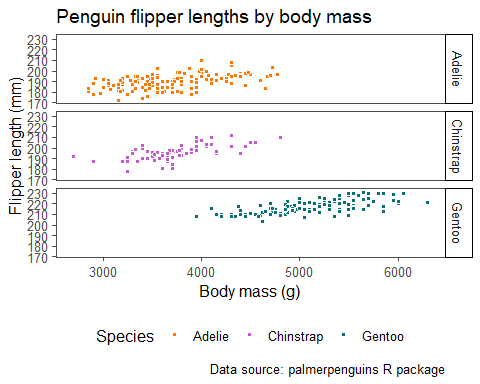 Penguin flipper lengths by body mass
Flipper length (mm)
230
220
210
200
190
180
170
Adelie
230
220
210
200
190
180
170
Chinstrap
230
220
210
200
190
180
170
Gentoo
3000 4000 5000 6000
Body mass (g)
Species Adelie Chinstrap Gentoo
Data source: palmerpenguins R package